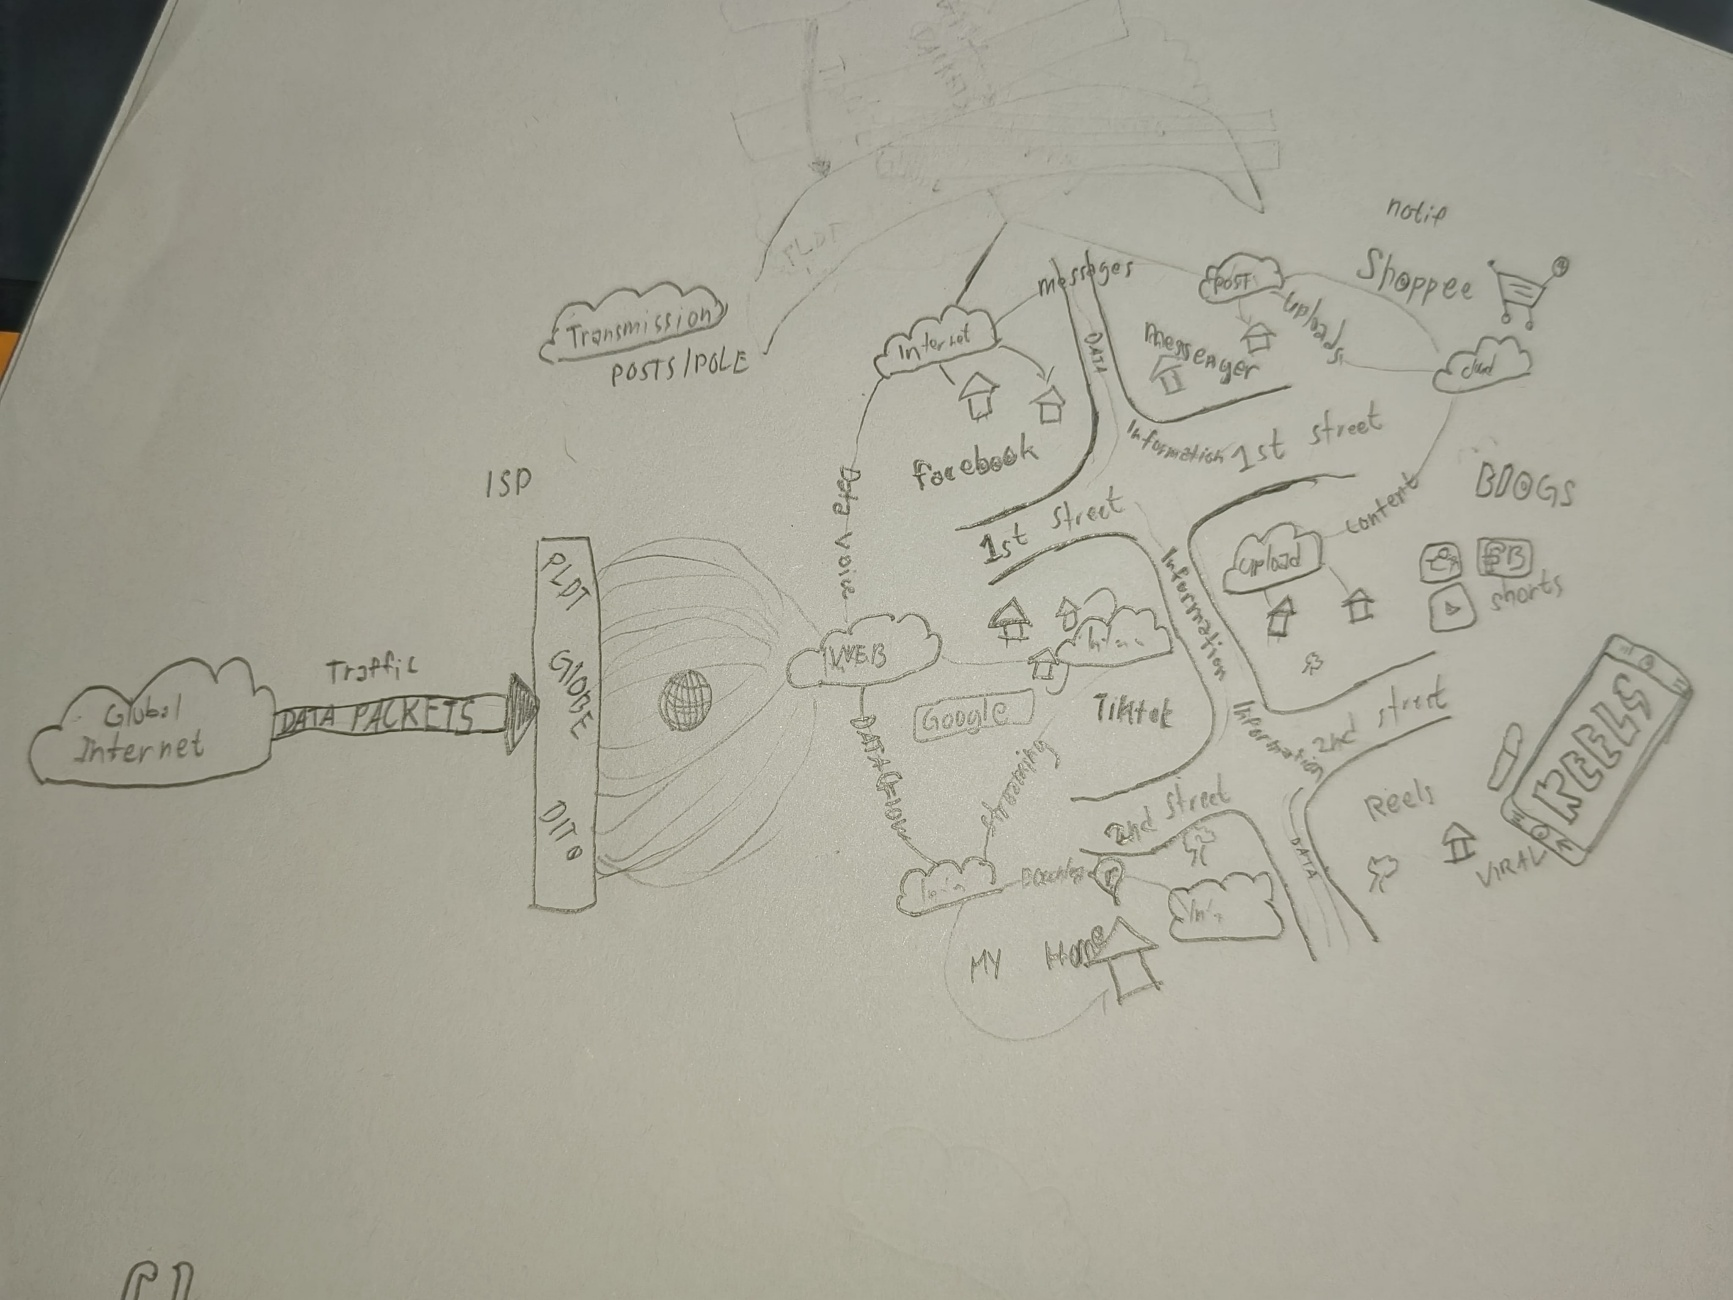 notif
Shoppee
messages
Post
uploads
Transmission
POSTS/POLE
Internet
DATA
messenger
Facebook
Information 1st street
ISP
Data voice
1st street
content
BlOGS
upload
shorts
PLDT
GlOBE
DITO
Information
WEB
Traffic
DATA PACKETS
Global
Internet
Google
Tiktok
Information 2nd street
REELS
DATA FlOW
streaming
2nd street
Reels
DATA
VIRAL
MY Home
PLDT